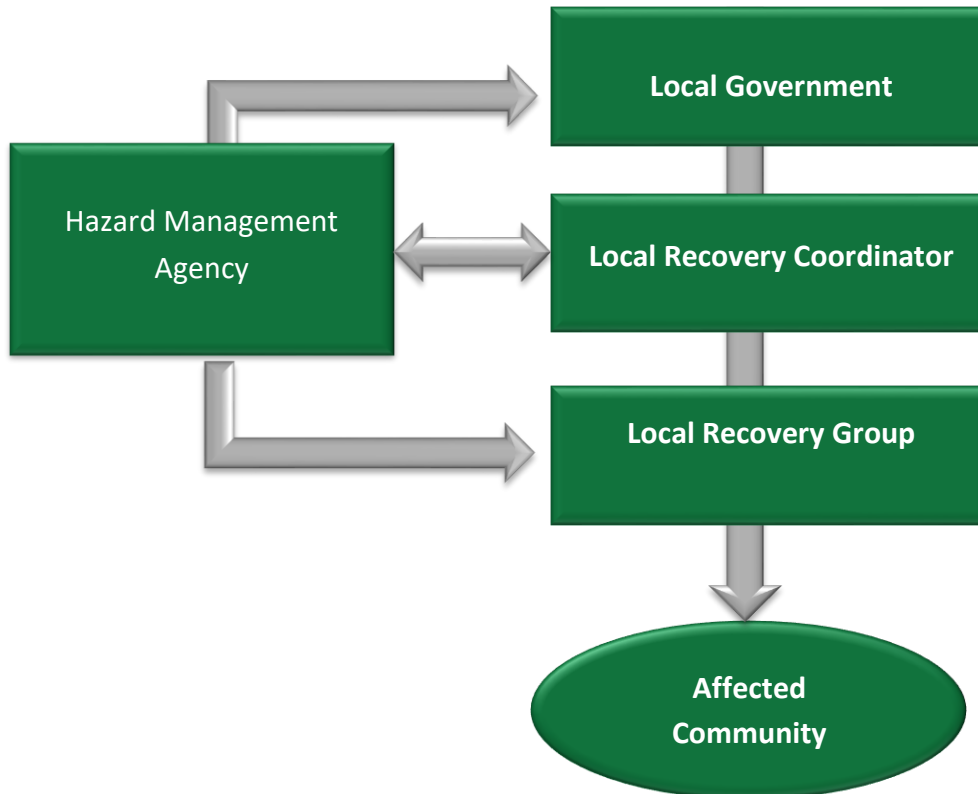 Local Government
Hazard Management
Agency
Local Recovery Coordinator
Local Recovery Group
Affected
Community